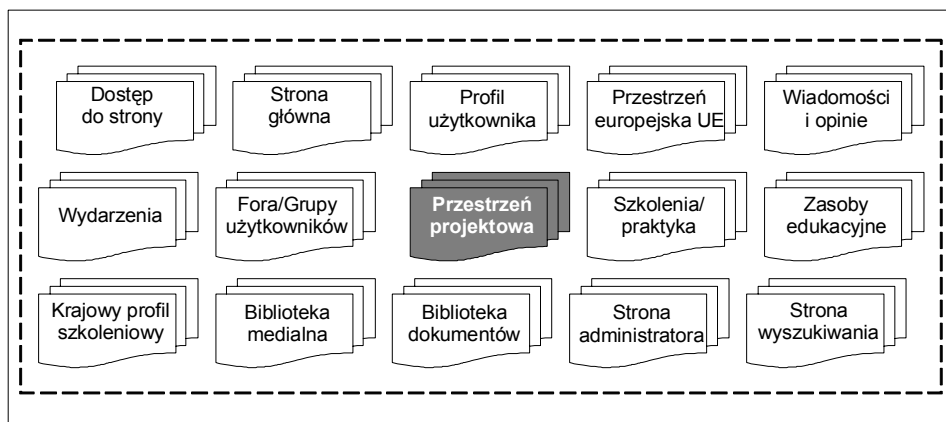 Dostęp
do strony
Strona
główna
Profil
użytkownika
Przestrzeń
europejska UE
Wiadomości
i opinie
Wydarzenia
Fora/Grupy
użytkowników
Przestrzeń
projektowa
Szkolenia/
praktyka
Zasoby
edukacyjne
Krajowy profil
szkoleniowy
Biblioteka
medialna
Biblioteka
dokumentów
Strona
administratora
Strona
wyszukiwania